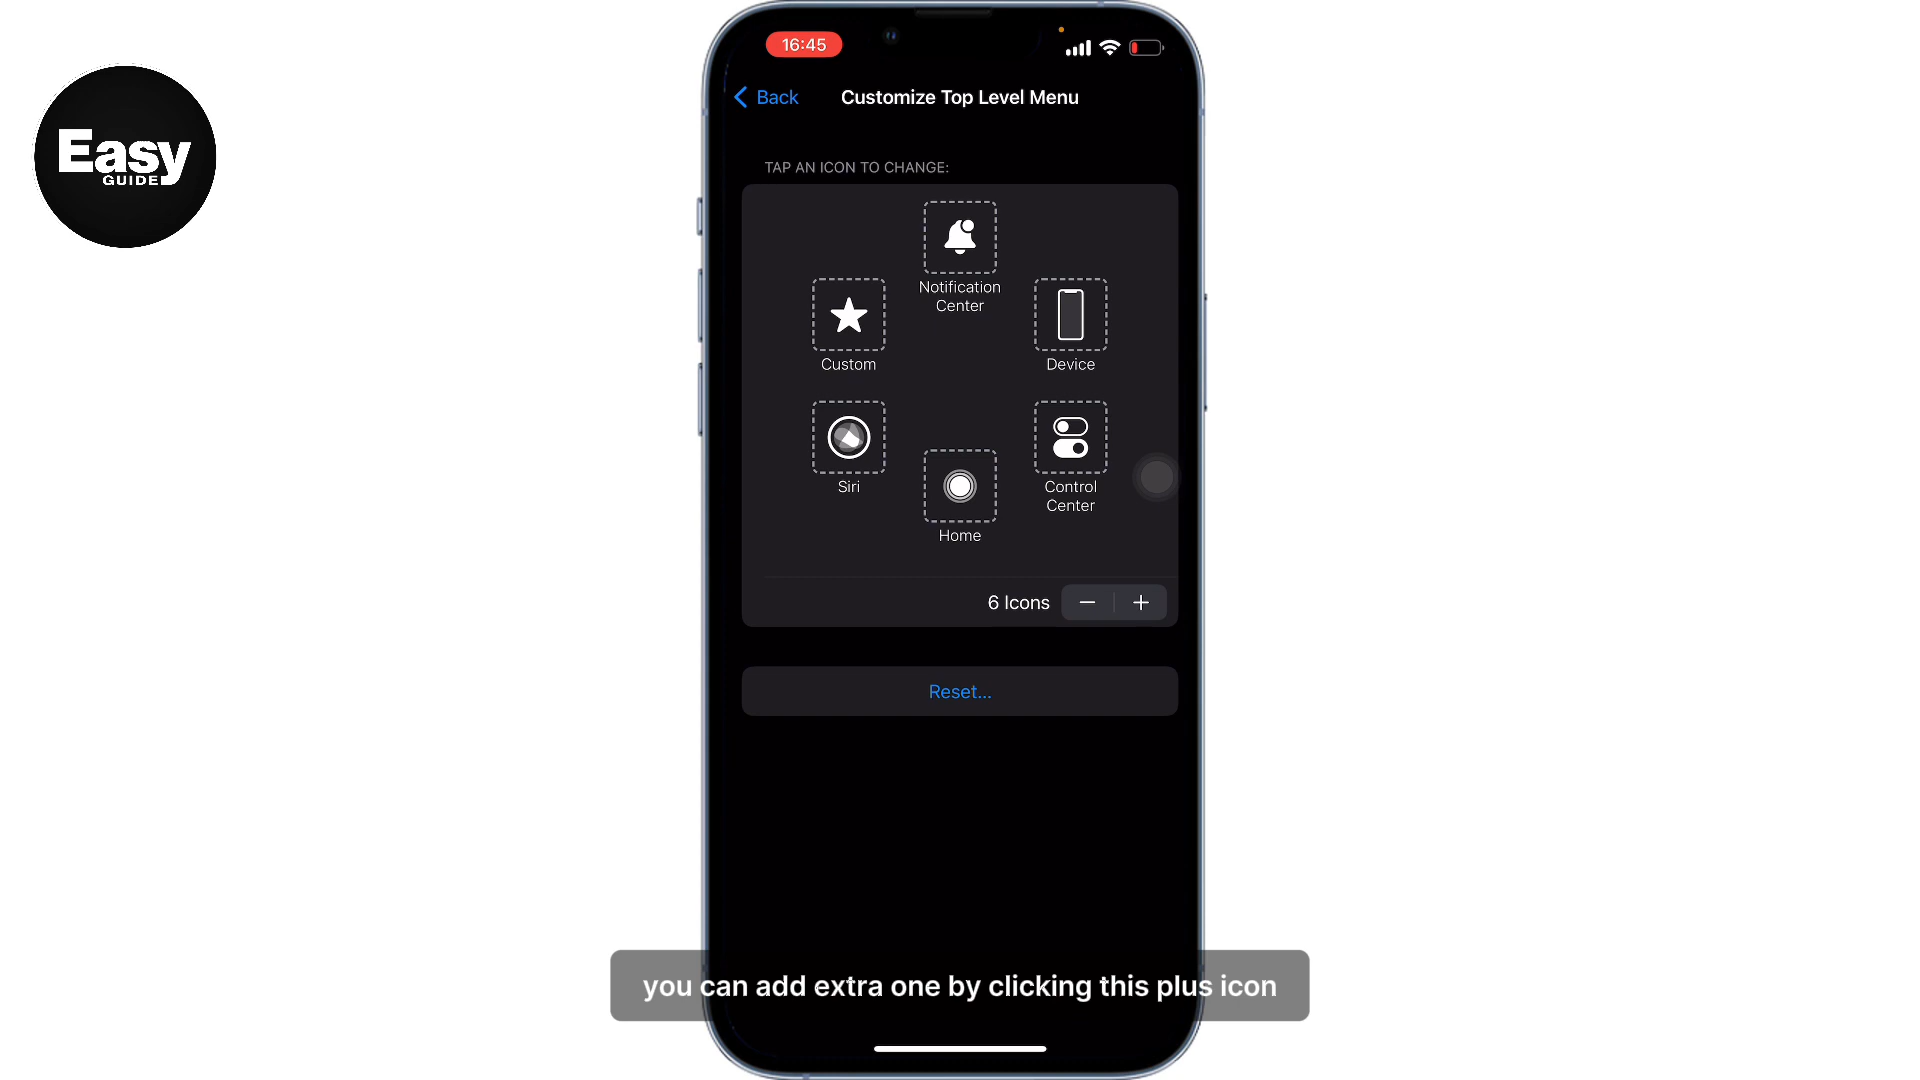 Easy
GUIDE
16:45
Back
Customize Top Level Menu
TAP AN ICON TO CHANGE:
Notification
Center
Custom
Device
Siri
Control
Center
Home
6 Icons
Reset...
you can add extra one by clicking this plus icon